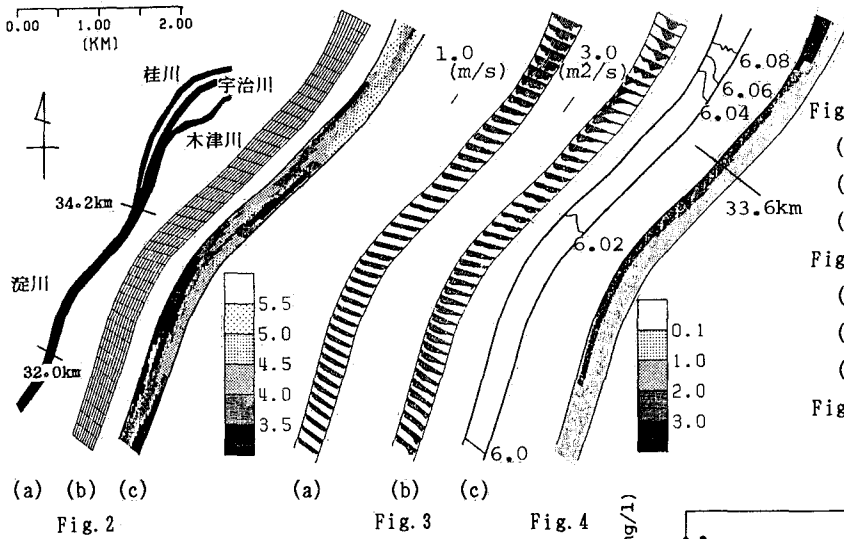 0.00 1.00 2.00
(KM)
桂川
宇治川
木津川
34.2km
淀川
32.0km
5.5
5.0
4.5
4.0
3.5
(a) (b) (c)
Fig.2
1.0
(m/s)
3.0
(m2/s)
6.08
6.06
6.04
6.02
6.0
(a) (b) (c)
Fig.3
33.6km
0.1
1.0
2.0
3.0
Fig.4
Fig
(
(
(
Fig
(
(
(
Fig
mg/l)